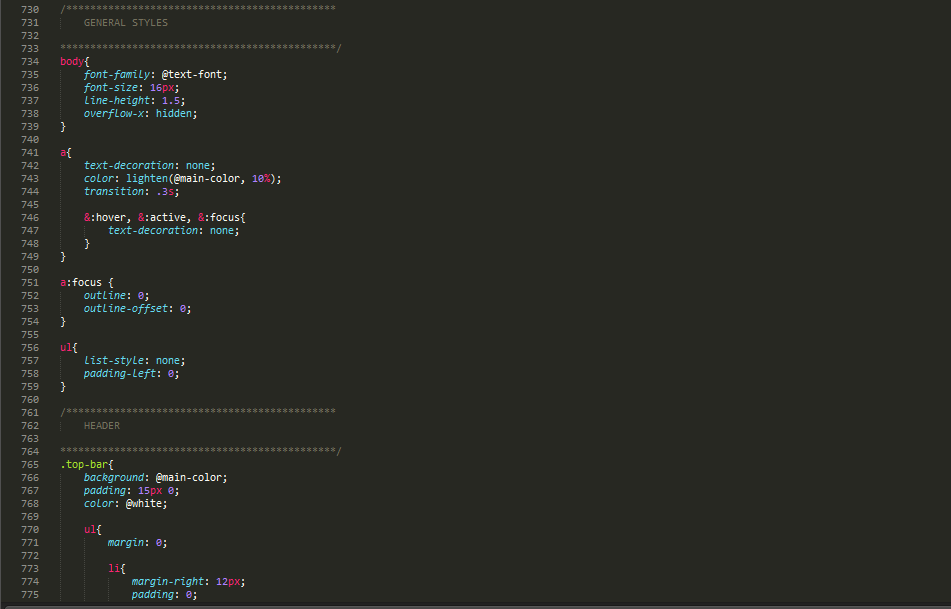 730 /*********************************************
731     GENERAL STYLES
732
733 **********************************************/
734 body{
735     font-family: @text-font;
736     font-size: 16px;
737     line-height: 1.5;
738     overflow-x: hidden;
739 }
740
741 a{
742     text-decoration: none;
743     color: lighten(@main-color, 10%);
744     transition: .3s;
745
746     &:hover, &:active, &:focus{
747         text-decoration: none;
748     }
749 }
750
751 a:focus {
752     outline: 0;
753     outline-offset: 0;
754 }
755
756 ul{
757     list-style: none;
758     padding-left: 0;
759 }
760
761 /*********************************************
762     HEADER
763
764 **********************************************/
765 .top-bar{
766     background: @main-color;
767     padding: 15px 0;
768     color: @white;
769
770     ul{
771         margin: 0;
772
773         li{
774             margin-right: 12px;
775             padding: 0;